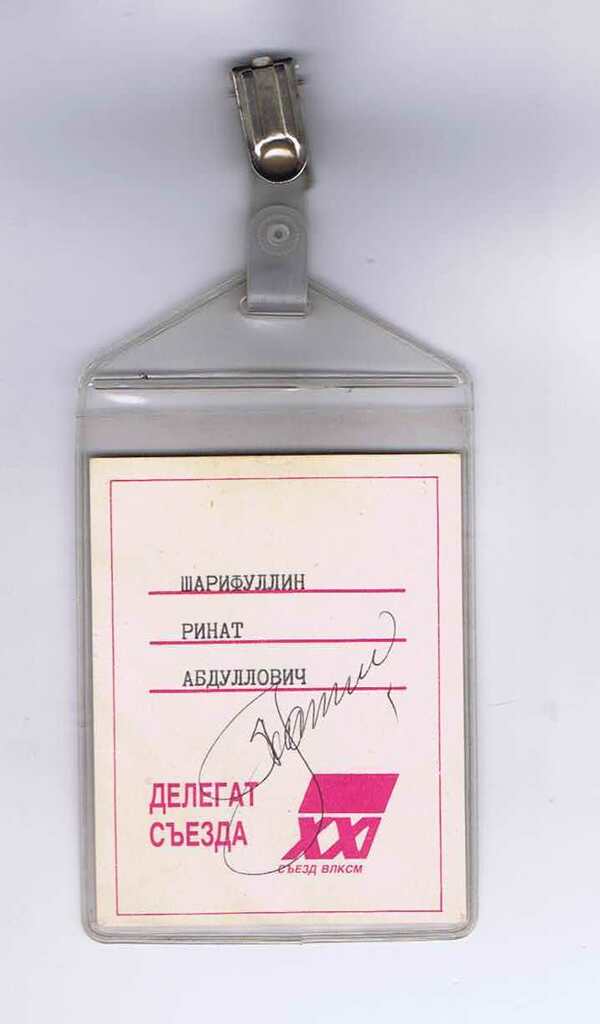 ШАРИФУЛЛИН
РИНАТ
АБДУЛЛОВИЧ
ДЕЛЕГАТ
СЪЕЗДА
XXI
СЪЕЗД ВЛКСМ